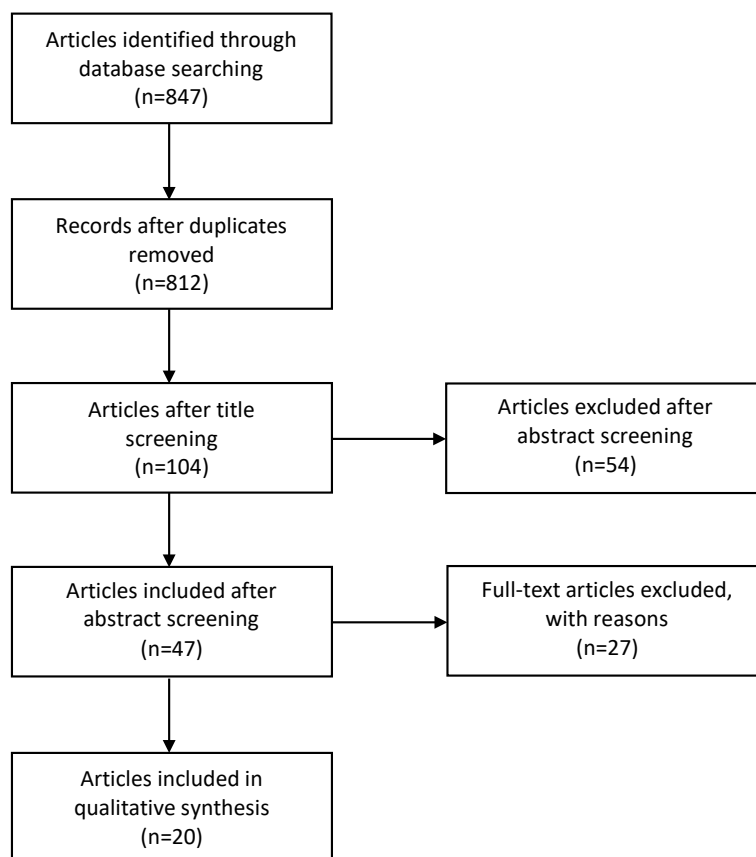 Articles identified through
database searching
(n=847)
Records after duplicates
removed
(n=812)
Articles after title
screening
(n=104)
Articles excluded after
abstract screening
(n=54)
Articles included after
abstract screening
(n=47)
Full-text articles excluded,
with reasons
(n=27)
Articles included in
qualitative synthesis
(n=20)